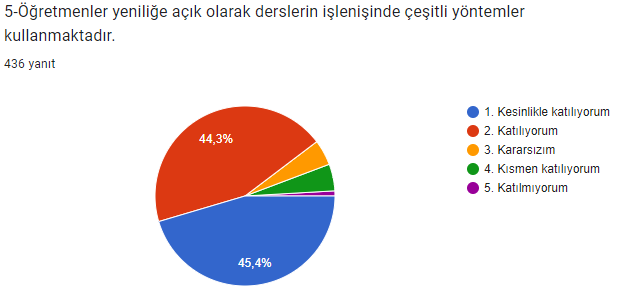 5-Öğretmenler yeniliğe açık olarak derslerin işlenişinde çeşitli yöntemler
kullanmaktadır.
436 yanıt
44,3%
45,4%
1. Kesinlikle katılıyorum
2. Katılıyorum
3. Kararsızım
4. Kısmen katılıyorum
5. Katılmıyorum